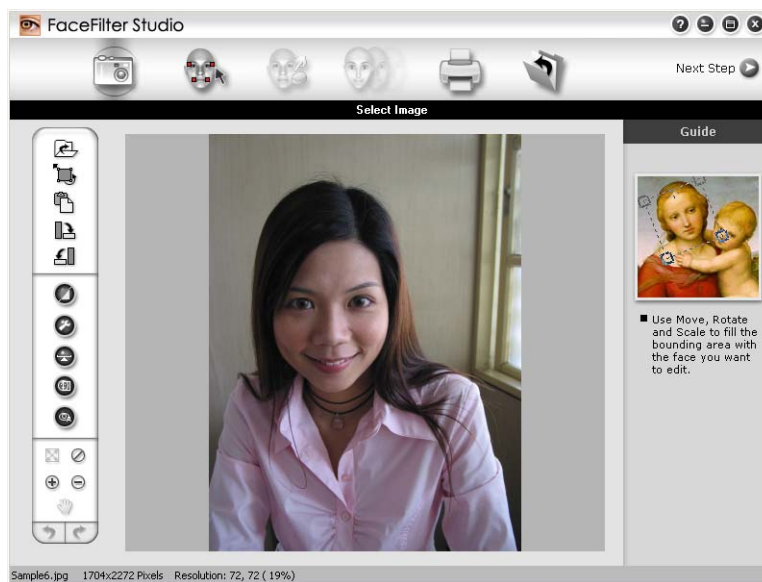 FaceFilter Studio
Next Step
Select Image
Guide
Use Move, Rotate
and Scale to fill the
bounding area with
the face you want
to edit.
Sample6.jpg 1704x2272 Pixels Resolution: 72, 72 ( 19%)